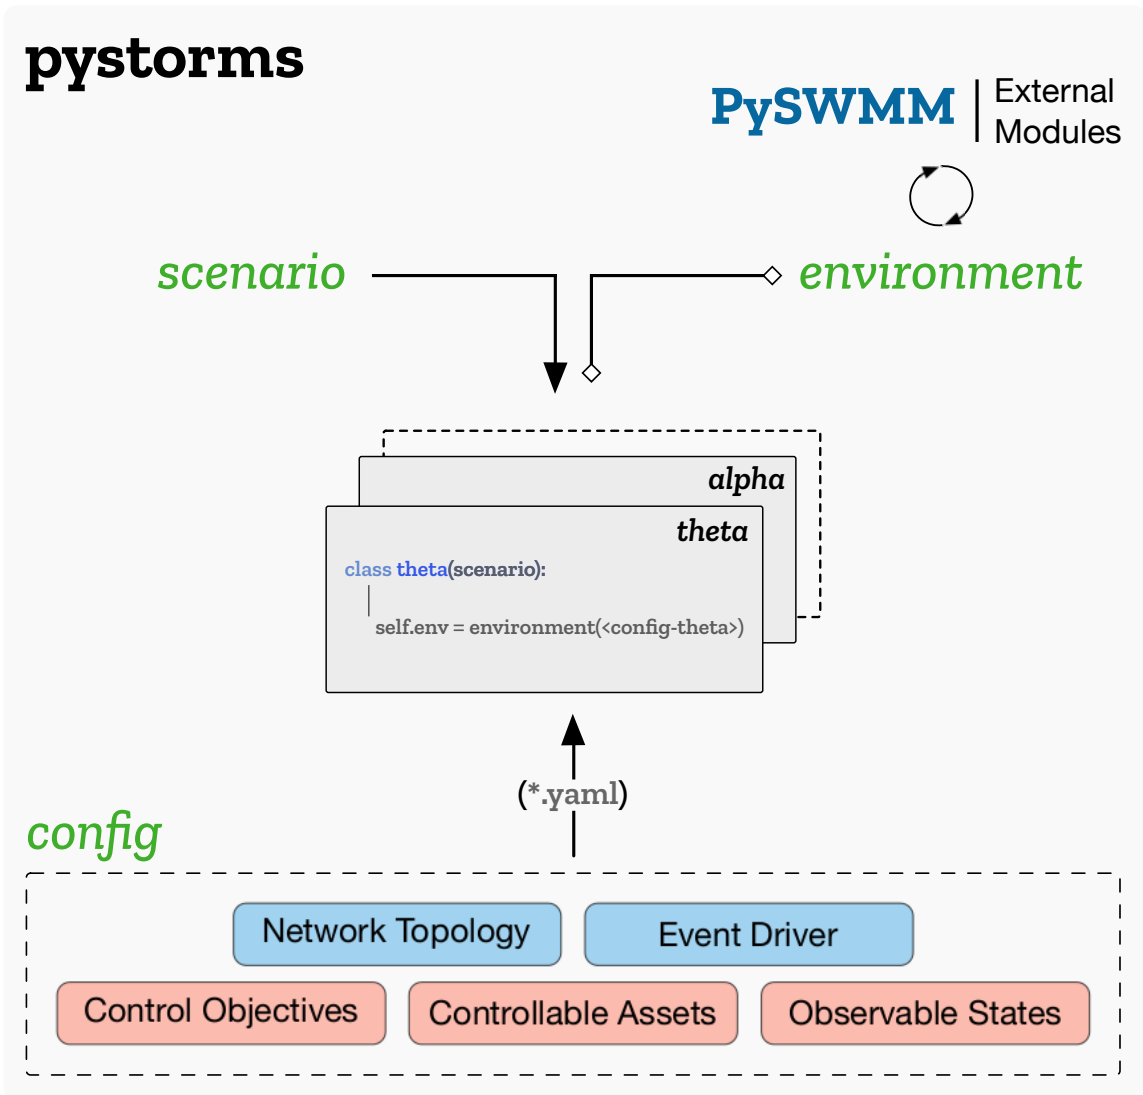 pystorms
PySWMM
External
Modules
scenario
environment
alpha
theta
class theta(scenario):
self.env = environment(<config-theta>)
(*.yaml)
config
Network Topology
Event Driver
Control Objectives
Controllable Assets
Observable States